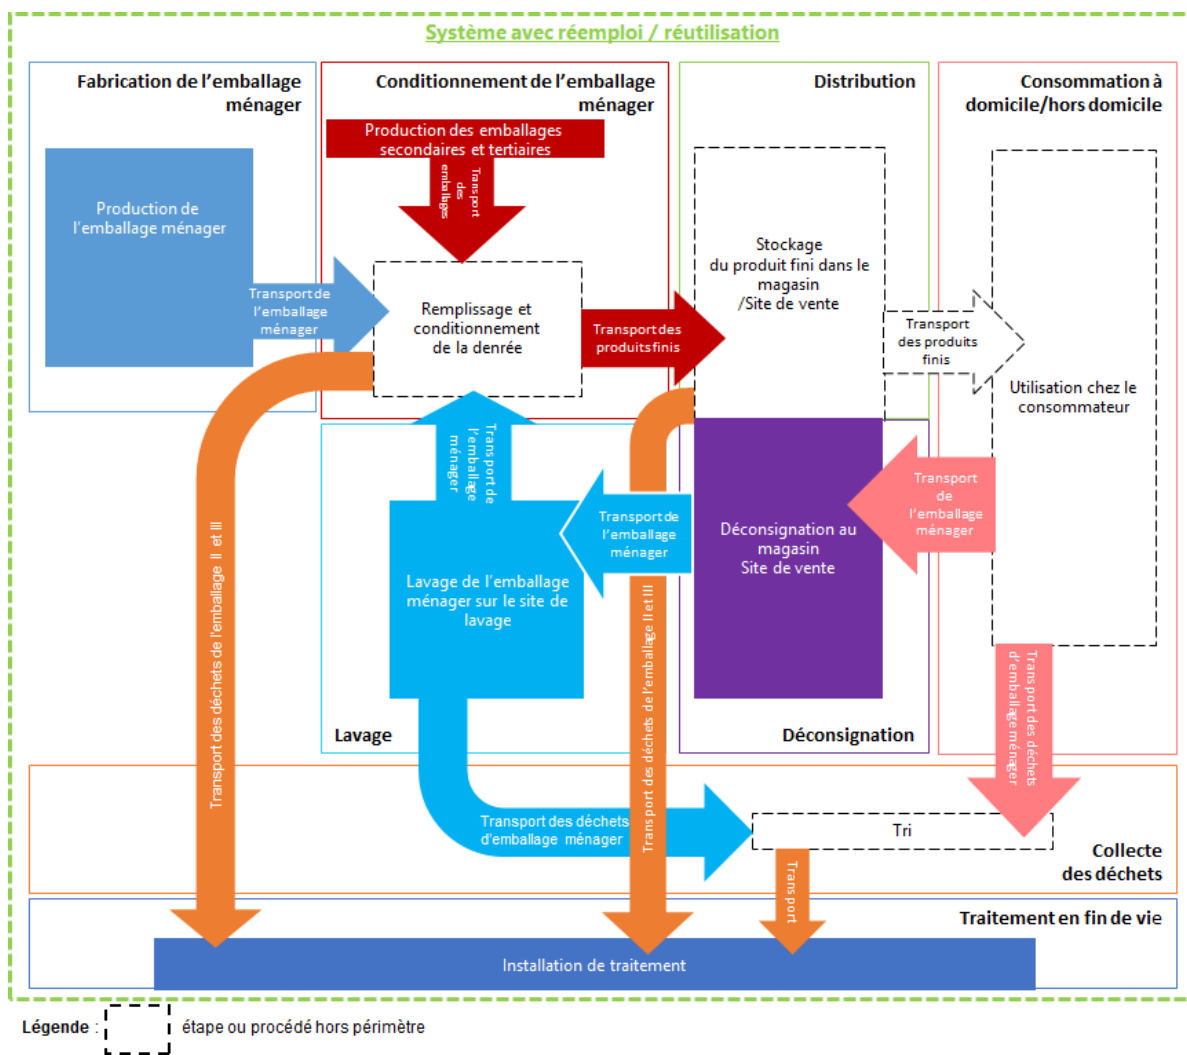 Système avec réemploi / réutilisation
Fabrication de l'emballage
ménager
Conditionnement de l'emballage
ménager
Distribution
Consommation à
domicile/hors domicile
Production des emballages
secondaires et tertiaires
Transport
des
emballages
Production de
l'emballage ménager
Transport de
l'emballage
ménager
Remplissage et
conditionnement
de la denrée
Transport des
produits finis
Stockage
du produit fini dans le
magasin
/Site de vente
Transport
des produits
finis
Utilisation chez le
consommateur
Transport de
l'emballage
ménager
Transport de
l'emballage
ménager
Transport
de
l'emballage
ménager
Déconsignation au
magasin
Site de vente
Lavage de l'emballage
ménager sur le site de
lavage
Transport des déchets de l'emballage II et III
Transport des déchets de l'emballage II et III
Transport des déchets
d'emballage ménager
Lavage
Déconsignation
Transport des déchets
d'emballage ménager
Tri
Collecte
des déchets
Transport
Traitement en fin de vie
Installation de traitement
Légende : étape ou procédé hors périmètre